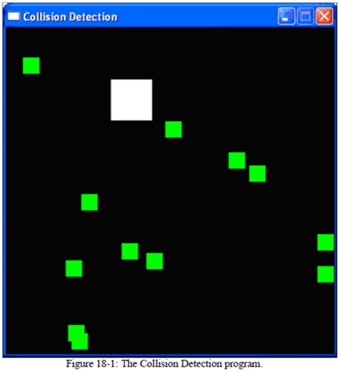 Collision Detection
Figure 18-1: The Collision Detection program.